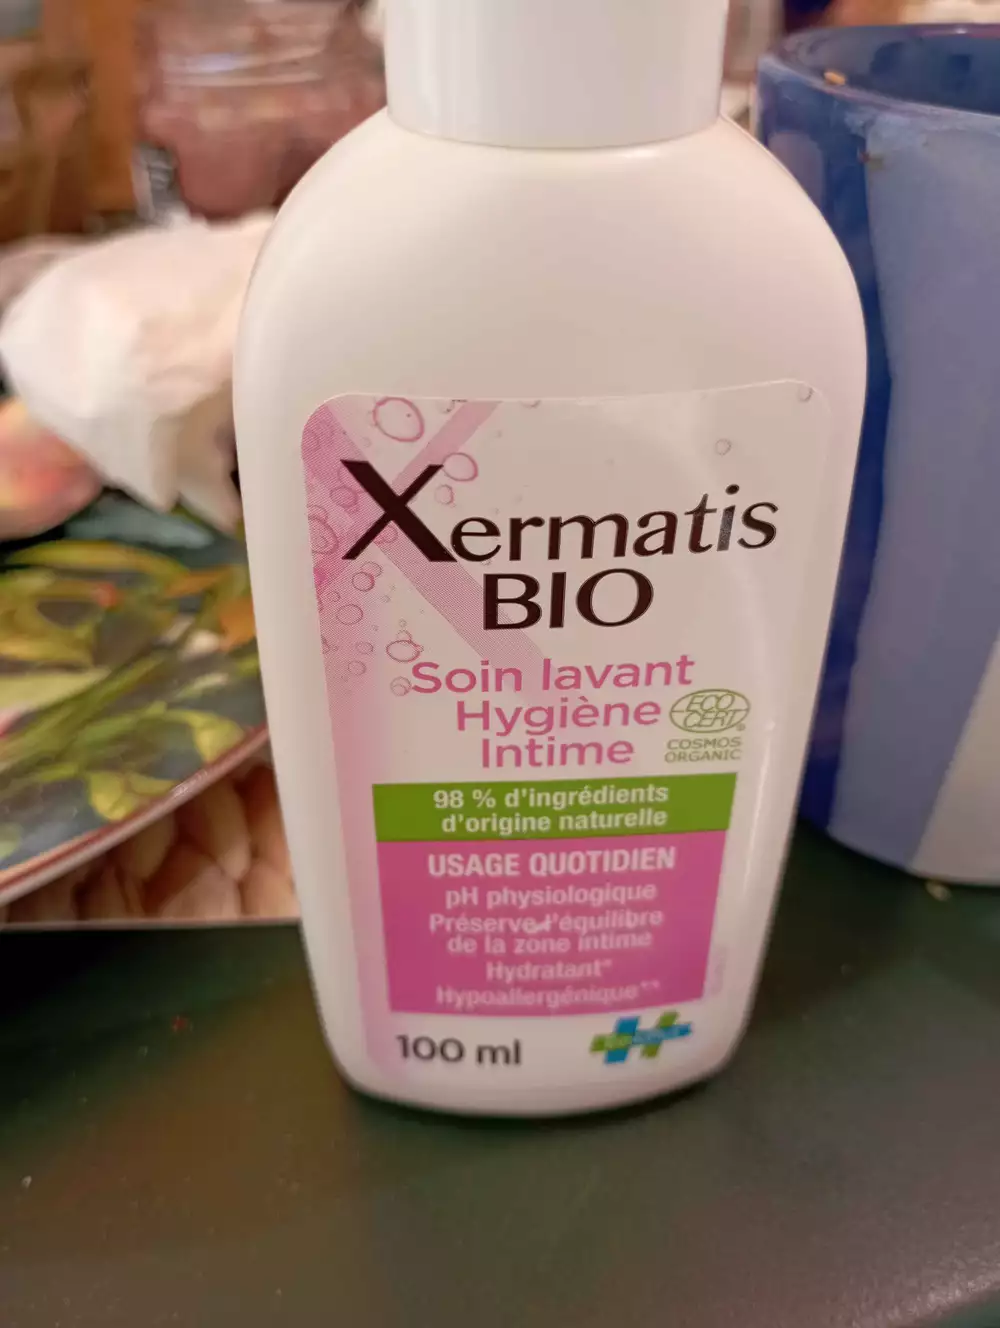 Xermatis
BIO
Soin lavant
Hygiène
Intime
ECO
CERT
COSMOS
ORGANIC
98 % d'ingrédients
d'origine naturelle
USAGE QUOTIDIEN
pH physiologique
Préserve l'équilibre
de la zone intime
Hydratant*
Hypoallergénique**
100 ml